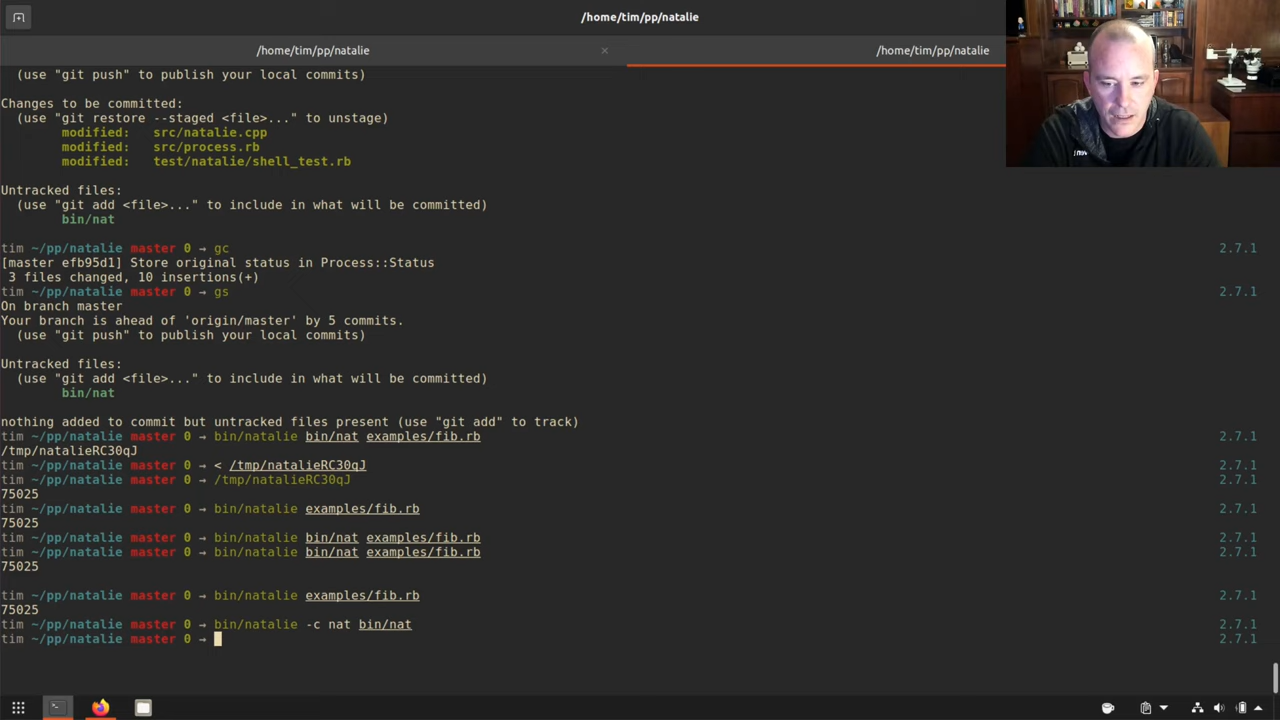 /home/tim/pp/natalie
/home/tim/pp/natalie × /home/tim/pp/natalie
(use "git push" to publish your local commits)
Changes to be committed:
(use "git restore --staged <file>..." to unstage)
modified: src/natalie.cpp
modified: src/process.rb
modified: test/natalie/shell_test.rb
Untracked files:
(use "git add <file>..." to include in what will be committed)
bin/nat
tim ~/pp/natalie master 0 → gc 2.7.1
[master efb95d1] Store original status in Process::Status
3 files changed, 10 insertions(+)
tim ~/pp/natalie master 0 → gs 2.7.1
On branch master
Your branch is ahead of 'origin/master' by 5 commits.
(use "git push" to publish your local commits)
Untracked files:
(use "git add <file>..." to include in what will be committed)
bin/nat
nothing added to commit but untracked files present (use "git add" to track)
tim ~/pp/natalie master 0 → bin/natalie bin/nat examples/fib.rb 2.7.1
/tmp/natalieRC30qJ
tim ~/pp/natalie master 0 → < /tmp/natalieRC30qJ 2.7.1
tim ~/pp/natalie master 0 → /tmp/natalieRC30qJ 2.7.1
75025
tim ~/pp/natalie master 0 → bin/natalie examples/fib.rb 2.7.1
75025
tim ~/pp/natalie master 0 → bin/natalie bin/nat examples/fib.rb 2.7.1
tim ~/pp/natalie master 0 → bin/natalie bin/nat examples/fib.rb 2.7.1
75025
tim ~/pp/natalie master 0 → bin/natalie examples/fib.rb 2.7.1
75025
tim ~/pp/natalie master 0 → bin/natalie -c nat bin/nat 2.7.1
tim ~/pp/natalie master 0 → 2.7.1